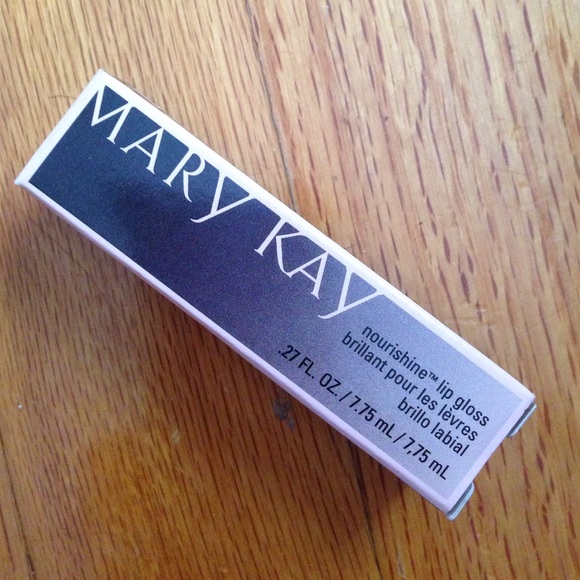 MARY KAY
nourishine™ lip gloss
brillant pour les lèvres
brillo labial
.27 FL. OZ. / 7.75 mL / 7,75 mL